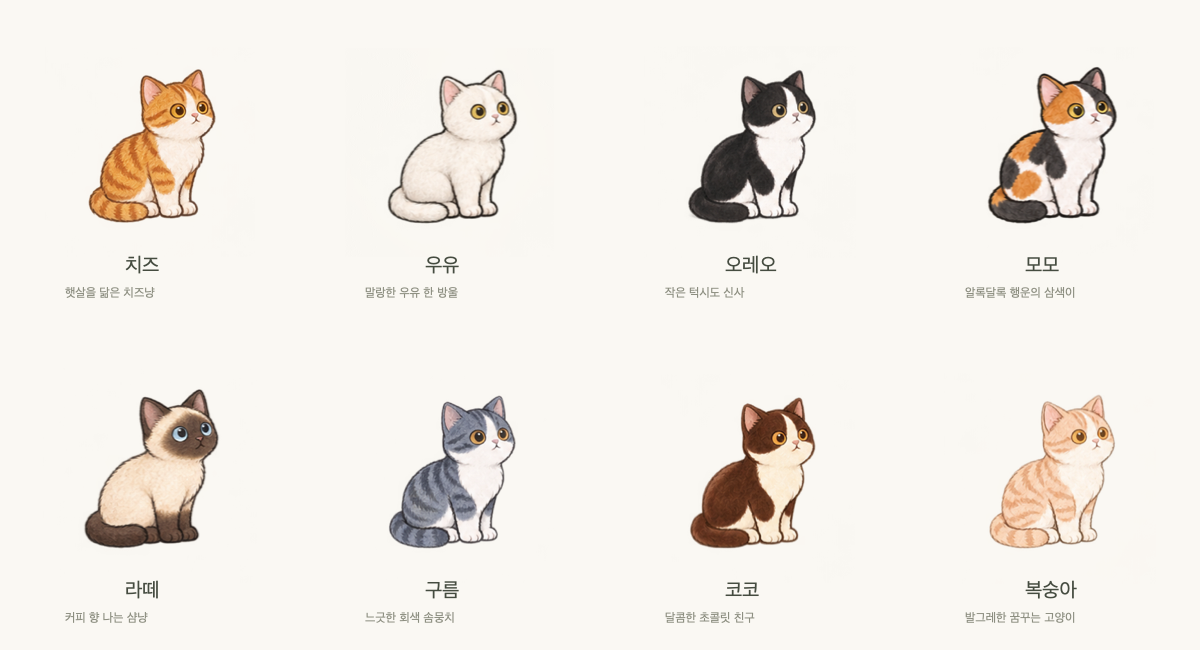 치즈
햇살을 닮은 치즈냥
우유
말랑한 우유 한 방울
오레오
작은 턱시도 신사
모모
알록달록 행운의 삼색이
라떼
커피 향 나는 샴냥
구름
느긋한 회색 솜뭉치
코코
달콤한 초콜릿 친구
복숭아
발그레한 꿈꾸는 고양이